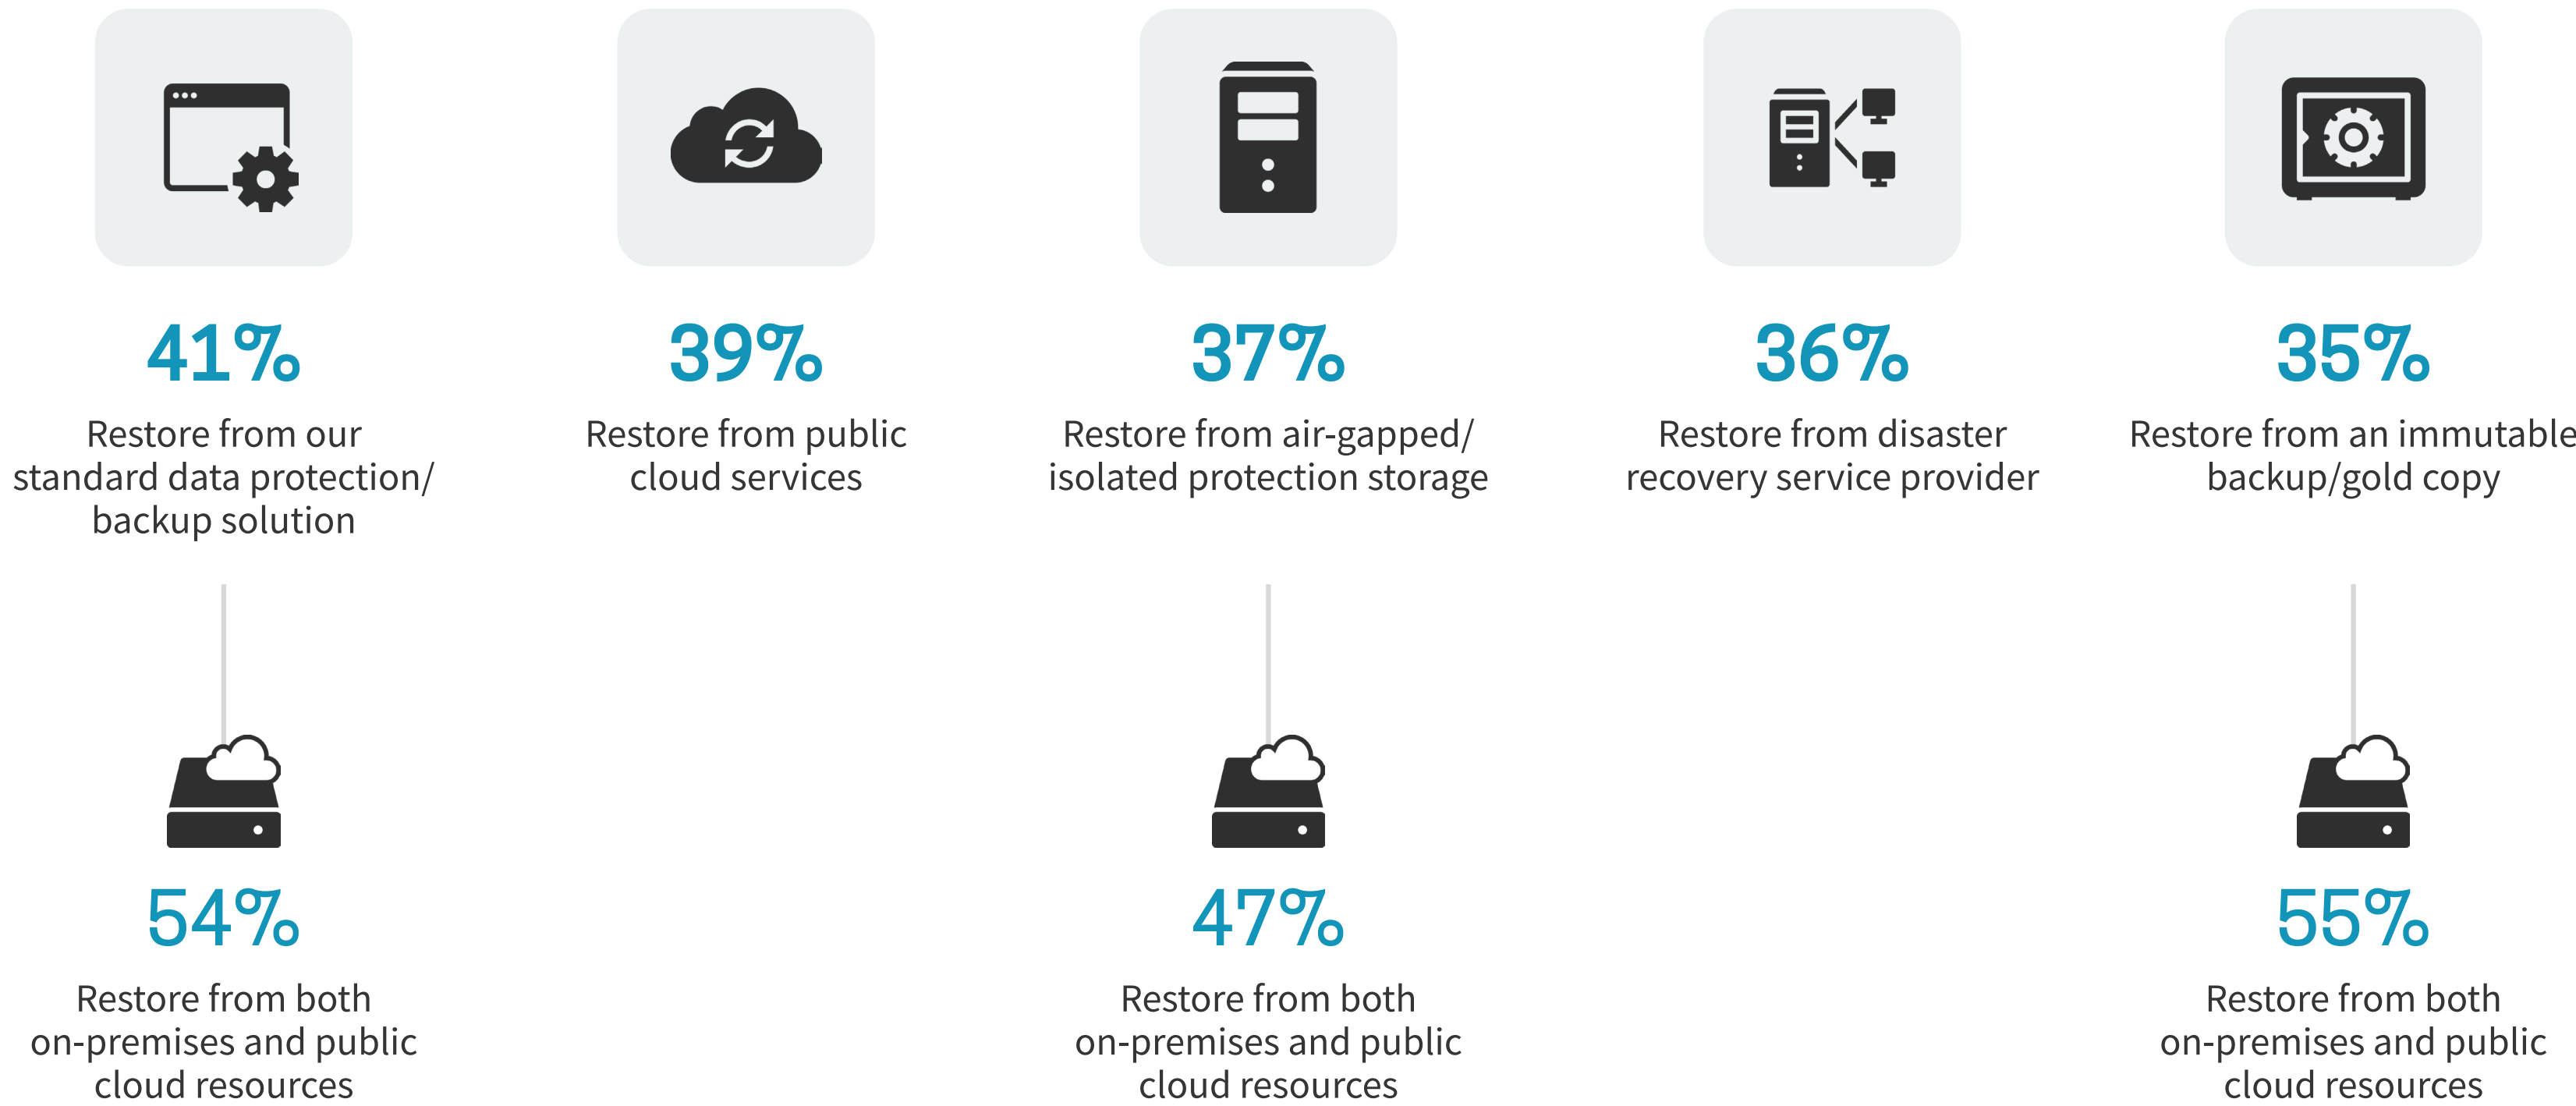 41%
Restore from our
standard data protection/
backup solution
39%
Restore from public
cloud services
37%
Restore from air-gapped/
isolated protection storage
36%
Restore from disaster
recovery service provider
35%
Restore from an immutable
backup/gold copy
54%
Restore from both
on-premises and public
cloud resources
47%
Restore from both
on-premises and public
cloud resources
55%
Restore from both
on-premises and public
cloud resources